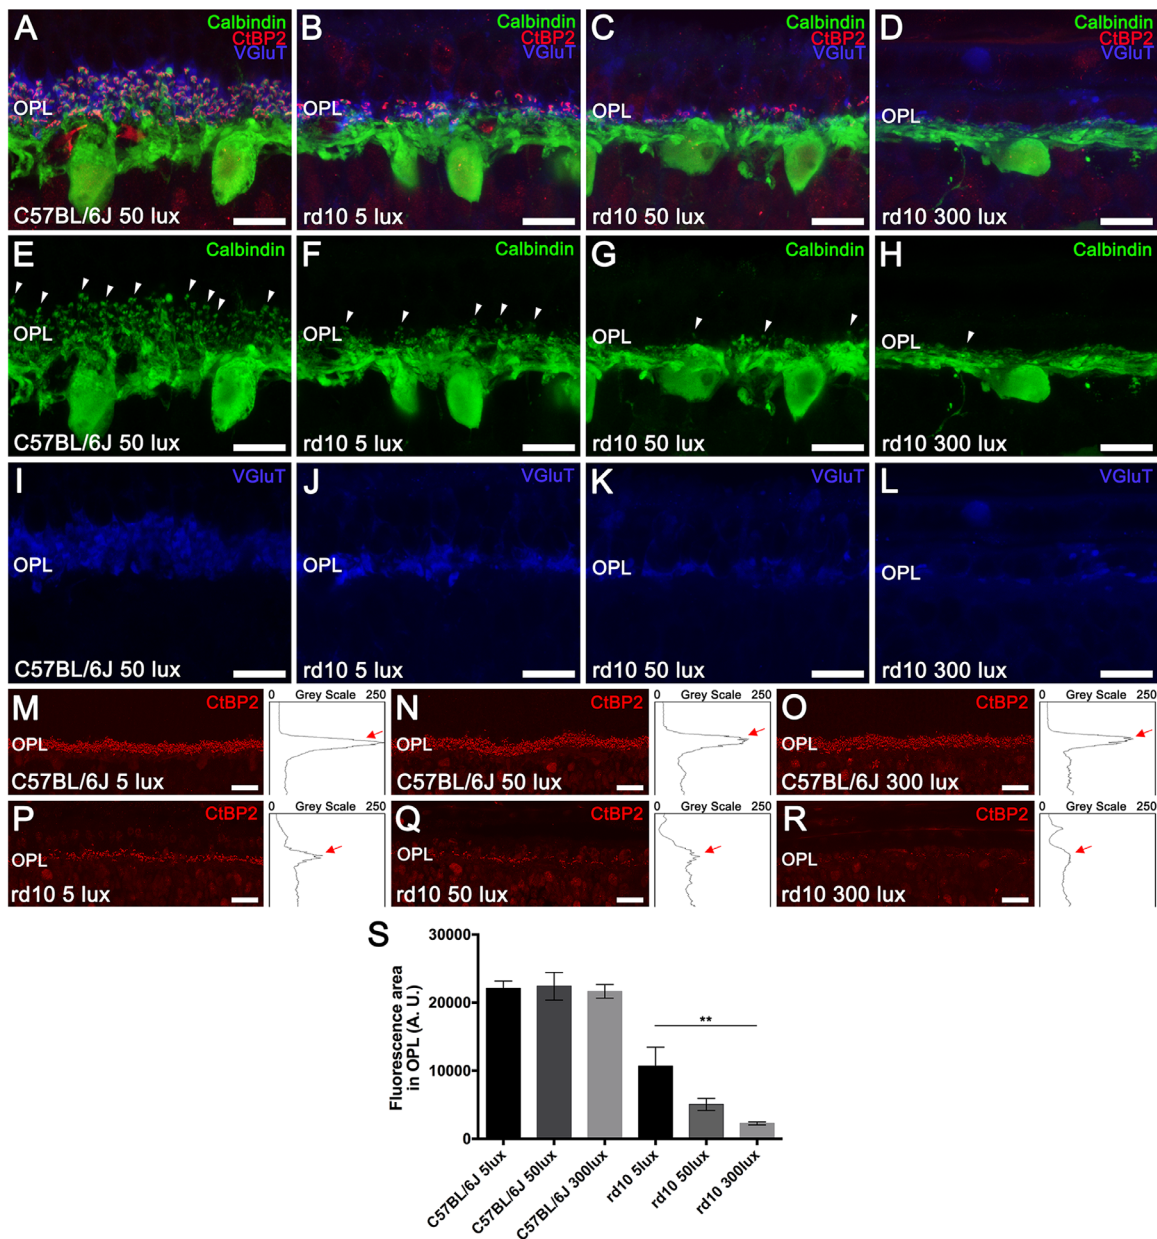 A
Calbindin
CtBP2
VGluT
OPL
C57BL/6J 50 lux
B
Calbindin
CtBP2
VGluT
OPL
rd10 5 lux
C
Calbindin
CtBP2
VGluT
OPL
rd10 50 lux
D
Calbindin
CtBP2
VGluT
OPL
rd10 300 lux
E
Calbindin
OPL
C57BL/6J 50 lux
F
Calbindin
OPL
rd10 5 lux
G
Calbindin
OPL
rd10 50 lux
H
Calbindin
OPL
rd10 300 lux
I
VGluT
OPL
C57BL/6J 50 lux
J
VGluT
OPL
rd10 5 lux
K
VGluT
OPL
rd10 50 lux
L
VGluT
OPL
rd10 300 lux
M
CtBP2
OPL
C57BL/6J 5 lux
0 Grey Scale 250
N
CtBP2
OPL
C57BL/6J 50 lux
0 Grey Scale 250
O
CtBP2
OPL
C57BL/6J 300 lux
0 Grey Scale 250
P
CtBP2
OPL
rd10 5 lux
0 Grey Scale 250
Q
CtBP2
OPL
rd10 50 lux
0 Grey Scale 250
R
CtBP2
OPL
rd10 300 lux
0 Grey Scale 250
S
Fluorescence area
in OPL (A. U.)
30000
20000
10000
0
**
C57BL/6J 5lux
C57BL/6J 50lux
C57BL/6J 300lux
rd10 5lux
rd10 50lux
rd10 300lux